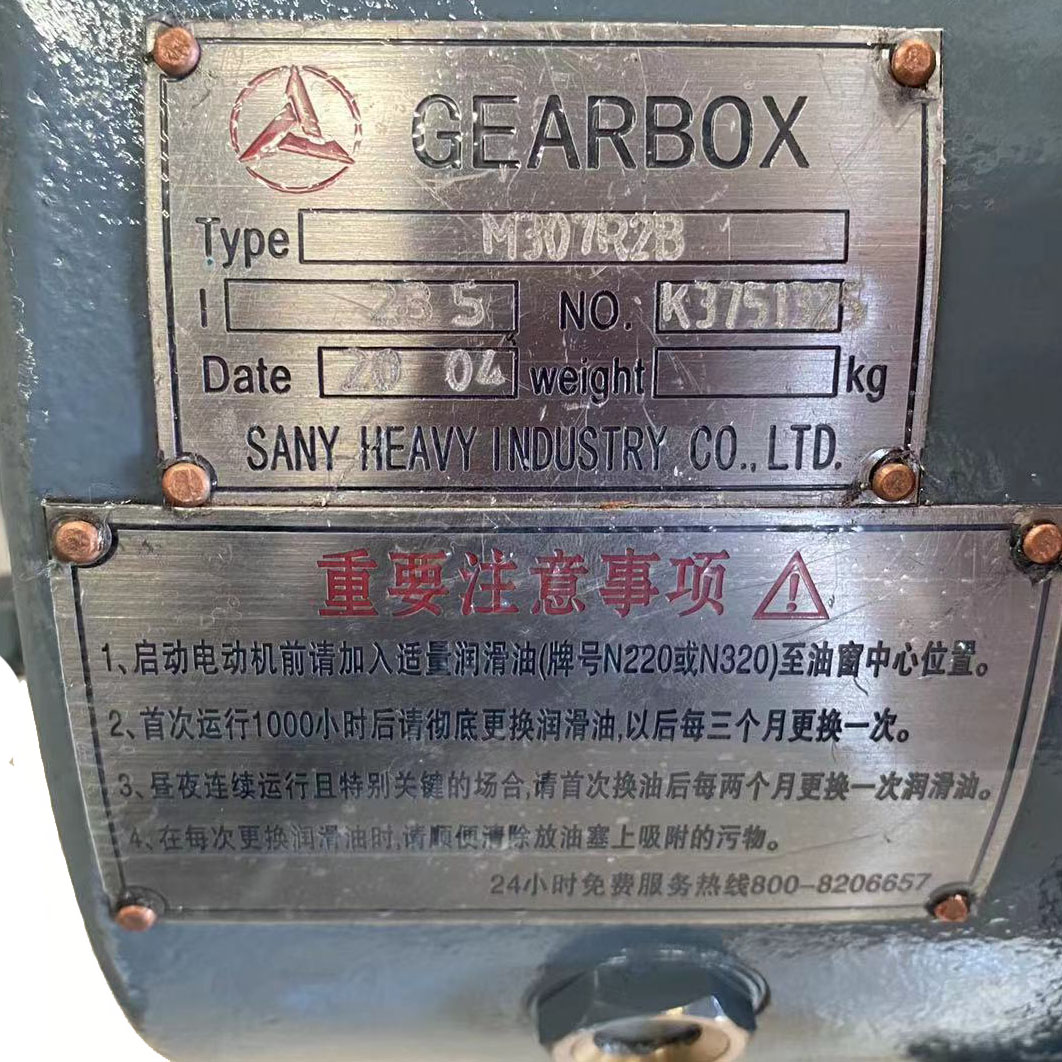 GEARBOX
Type M307R2B
I 23 5 NO. K3751925
Date 20 04 weight kg
SANY HEAVY INDUSTRY CO., LTD.
重要注意事项
1、启动电动机前请加入适量润滑油(牌号N220或N320)至油窗中心位置。
2、首次运行1000小时后请彻底更换润滑油,以后每三个月更换一次。
3、昼夜连续运行且特别关键的场合,请首次换油后每两个月更换一次润滑油。
4、在每次更换润滑油时,请顺便清除放油塞上吸附的污物。
24小时免费服务热线800-8206657